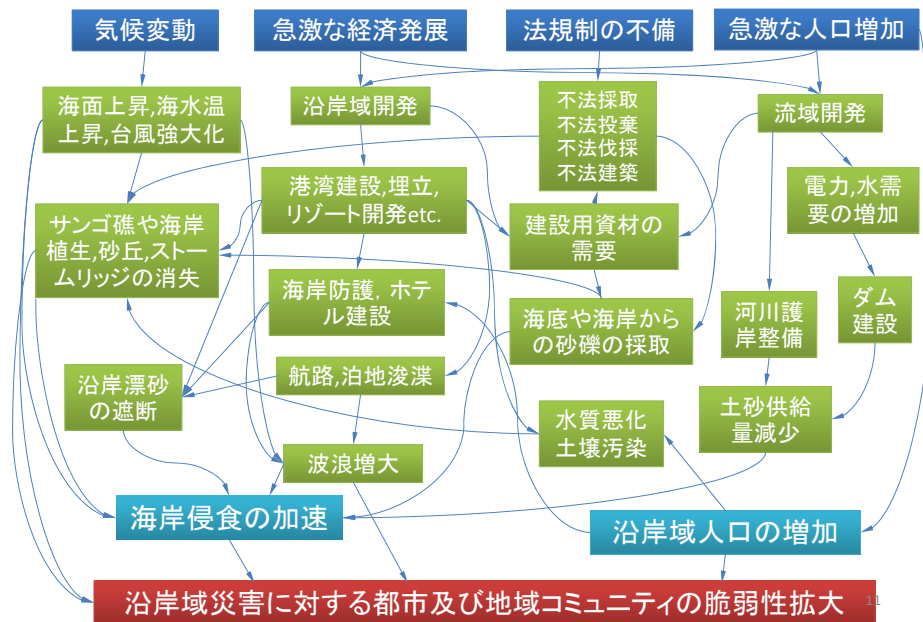 気候変動
急激な経済発展
法規制の不備
急激な人口増加
海面上昇,海水温
上昇,台風強大化
沿岸域開発
不法採取
不法投棄
不法伐採
不法建築
流域開発
サンゴ礁や海岸
植生,砂丘,ストー
ムリッジの消失
港湾建設,埋立,
リゾート開発etc.
建設用資材の
需要
電力,水需
要の増加
海岸防護,ホテ
ル建設
海底や海岸から
の砂礫の採取
河川護
岸整備
ダム
建設
沿岸漂砂
の遮断
航路,泊地浚渫
水質悪化
土壌汚染
土砂供給
量減少
波浪増大
海岸侵食の加速
沿岸域人口の増加
沿岸域災害に対する都市及び地域コミュニティの脆弱性拡大
11